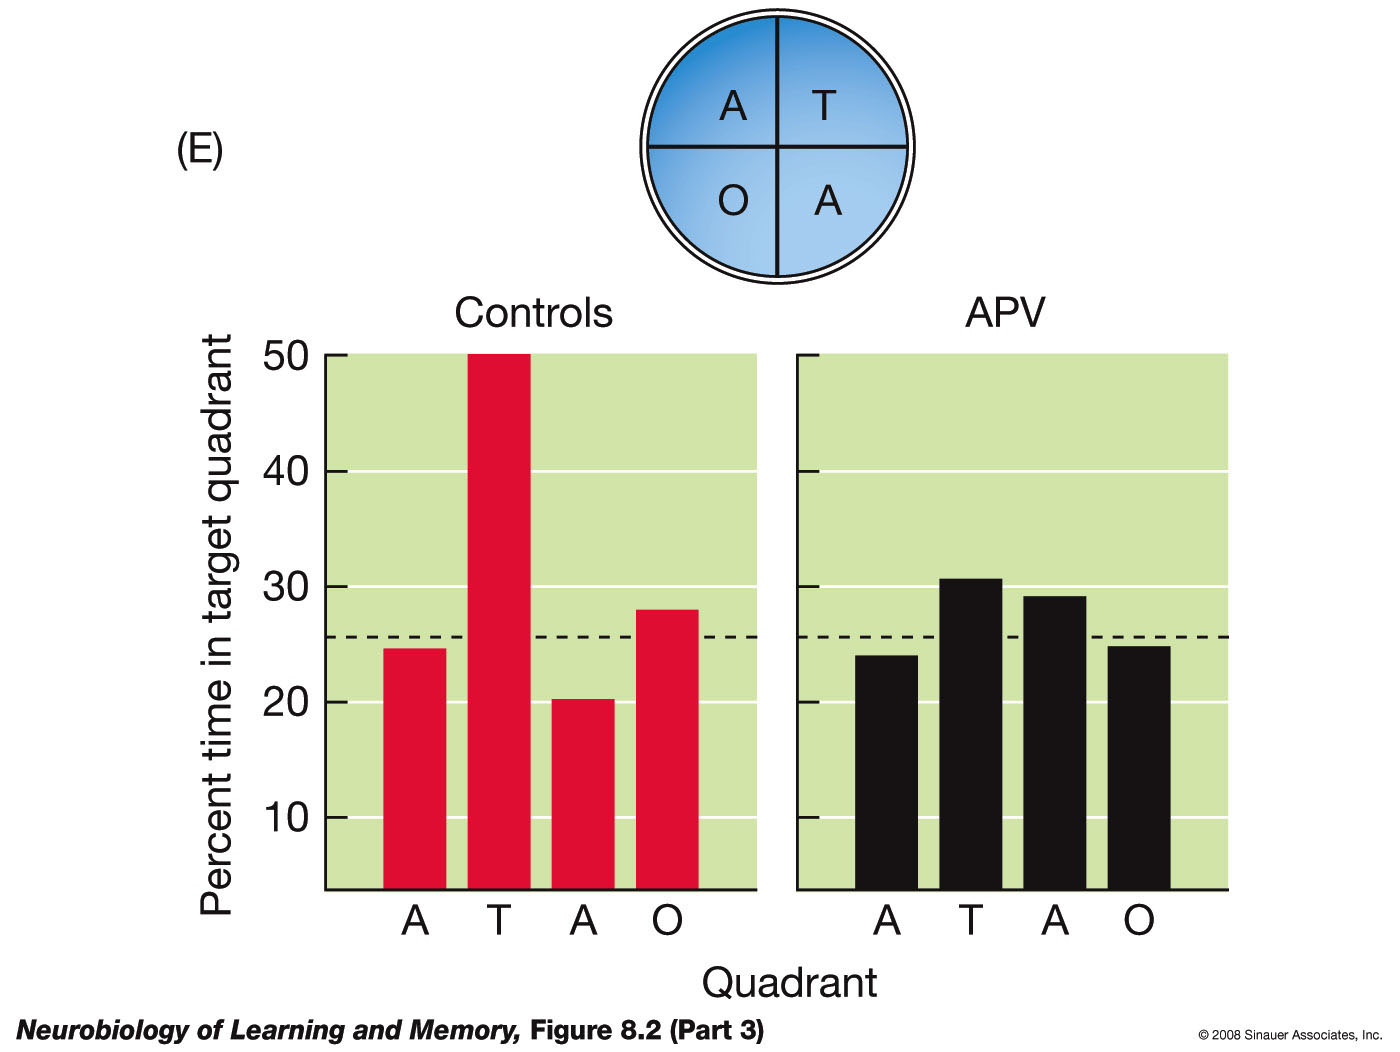 A T
(E)
O A
Controls APV
Percent time in target quadrant
50
40
30
20
10
A T A O A T A O
Quadrant
Neurobiology of Learning and Memory, Figure 8.2 (Part 3)
© 2008 Sinauer Associates, Inc.